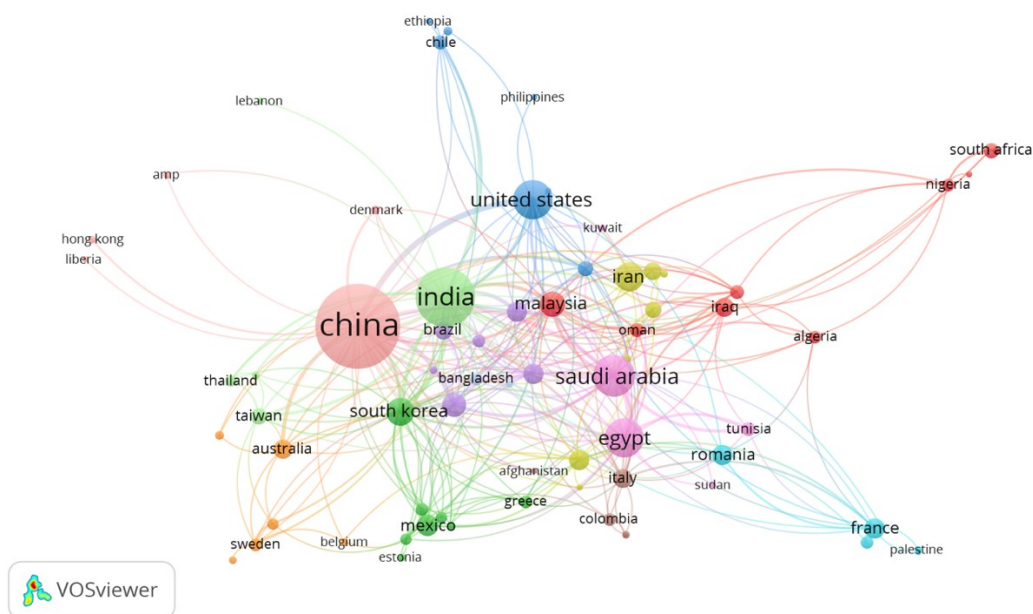 ethiopia
chile
philippines
lebanon
south africa
amp
nigeria
united states
denmark
kuwait
hong kong
liberia
iran
india
malaysia
iraq
china
brazil
oman
algeria
thailand
bangladesh
saudi arabia
taiwan
south korea
tunisia
egypt
australia
romania
afghanistan
italy
sudan
greece
colombia
mexico
france
sweden
belgium
palestine
estonia
VOSviewer